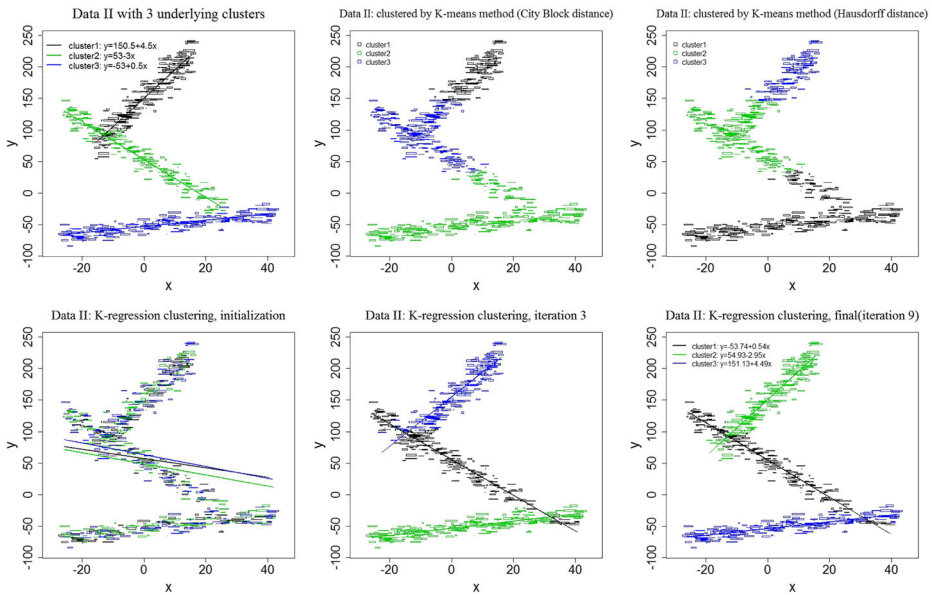 Data II with 3 underlying clusters
cluster1: y=150.5+4.5x
cluster2: y=53-3x
cluster3: y=-53+0.5x
250
200
150
100
50
0
-50
-100
y
-20 0 20 40
x
Data II: clustered by K-means method (City Block distance)
cluster1
cluster2
cluster3
250
200
150
100
50
0
-50
-100
y
-20 0 20 40
x
Data II: clustered by K-means method (Hausdorff distance)
cluster1
cluster2
cluster3
250
200
150
100
50
0
-50
-100
y
-20 0 20 40
x
Data II: K-regression clustering, initialization
250
200
150
100
50
0
-50
-100
y
-20 0 20 40
x
Data II: K-regression clustering, iteration 3
250
200
150
100
50
0
-50
-100
y
-20 0 20 40
x
Data II: K-regression clustering, final(iteration 9)
cluster1: y=-53.74+0.54x
cluster2: y=54.93-2.95x
cluster3: y=151.13+4.49x
250
200
150
100
50
0
-50
-100
y
-20 0 20 40
x